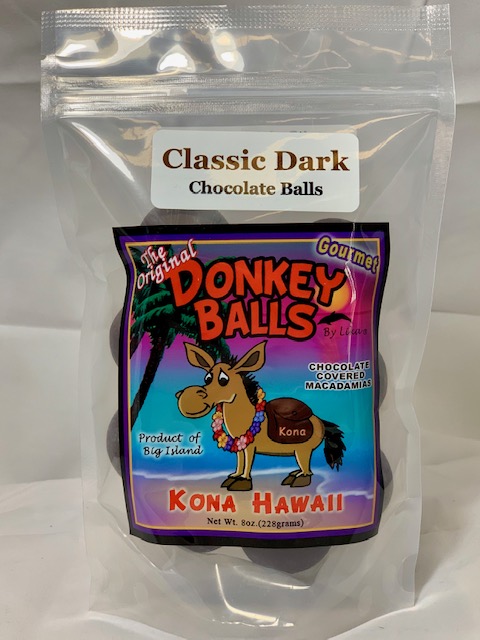 Classic Dark
Chocolate Balls
The
Original
Gourmet
DONKEY
BALLS
CHOCOLATE
COVERED
MACADAMIAS
Kona
Product of
Big Island
KONA HAWAII
Net Wt. 8oz.(228grams)